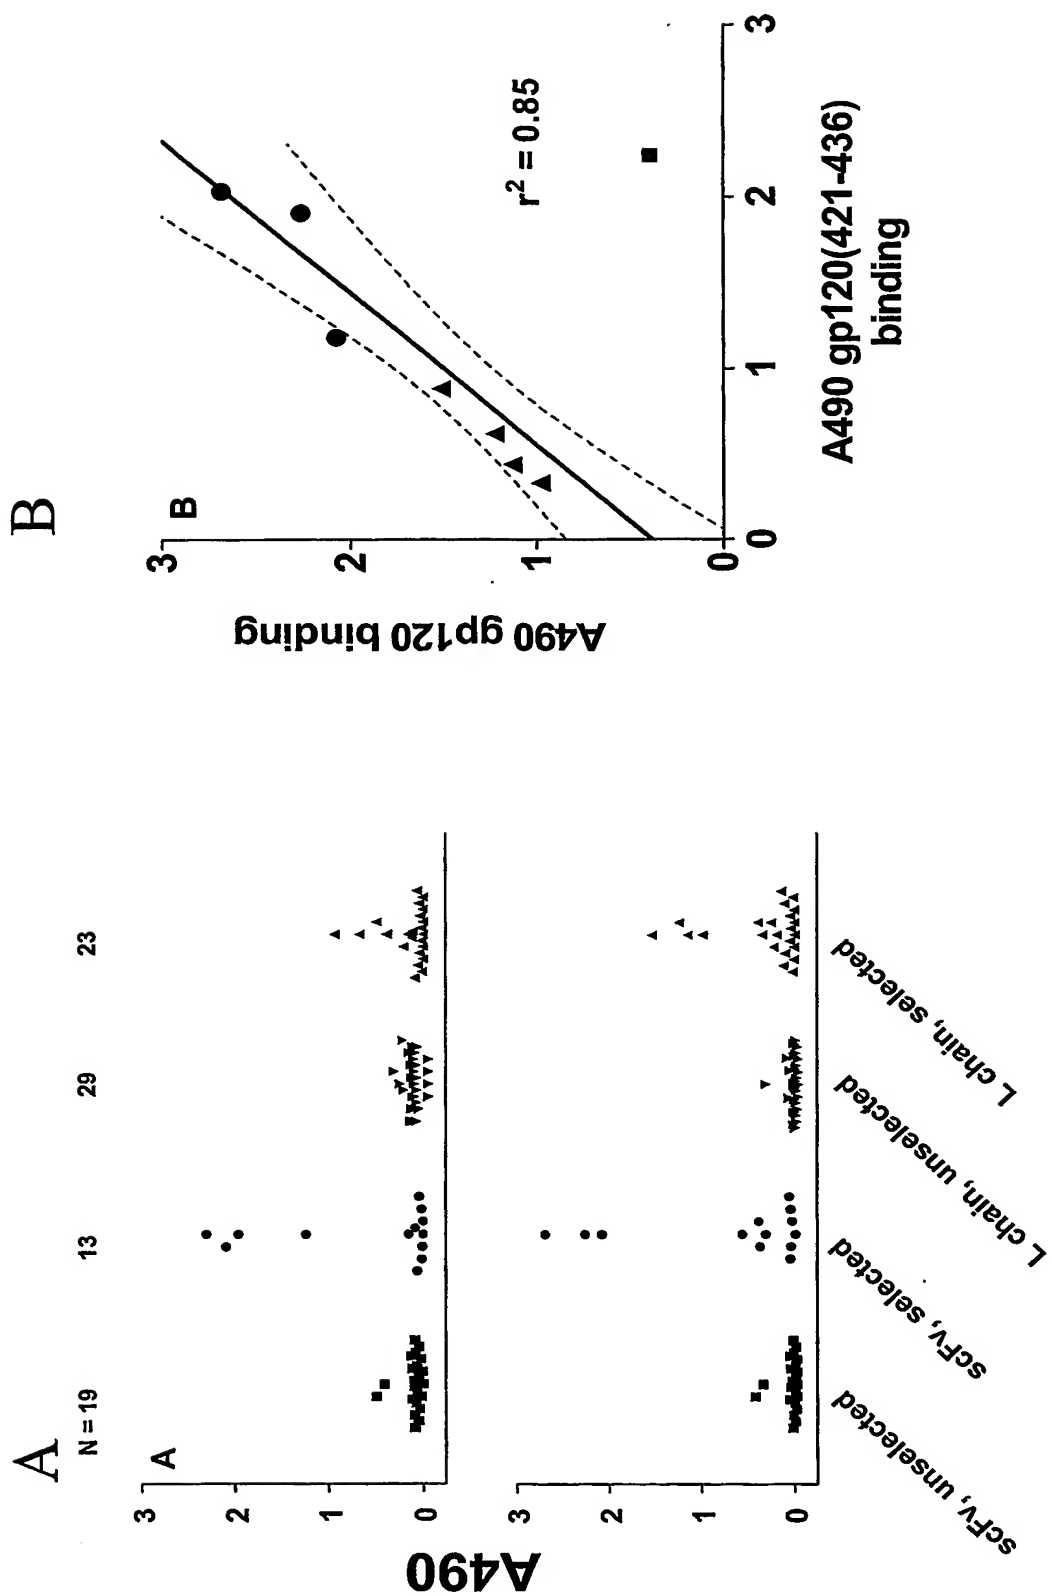 A
N = 19 13 29 23
A
3
2
1
0
A490
3
2
1
0
scFv, unselected
scFv, selected
L chain, unselected
L chain, selected
B
B
3
2
1
0
A490 gp120 binding
r² = 0.85
0 1 2 3
A490 gp120(421-436)
binding